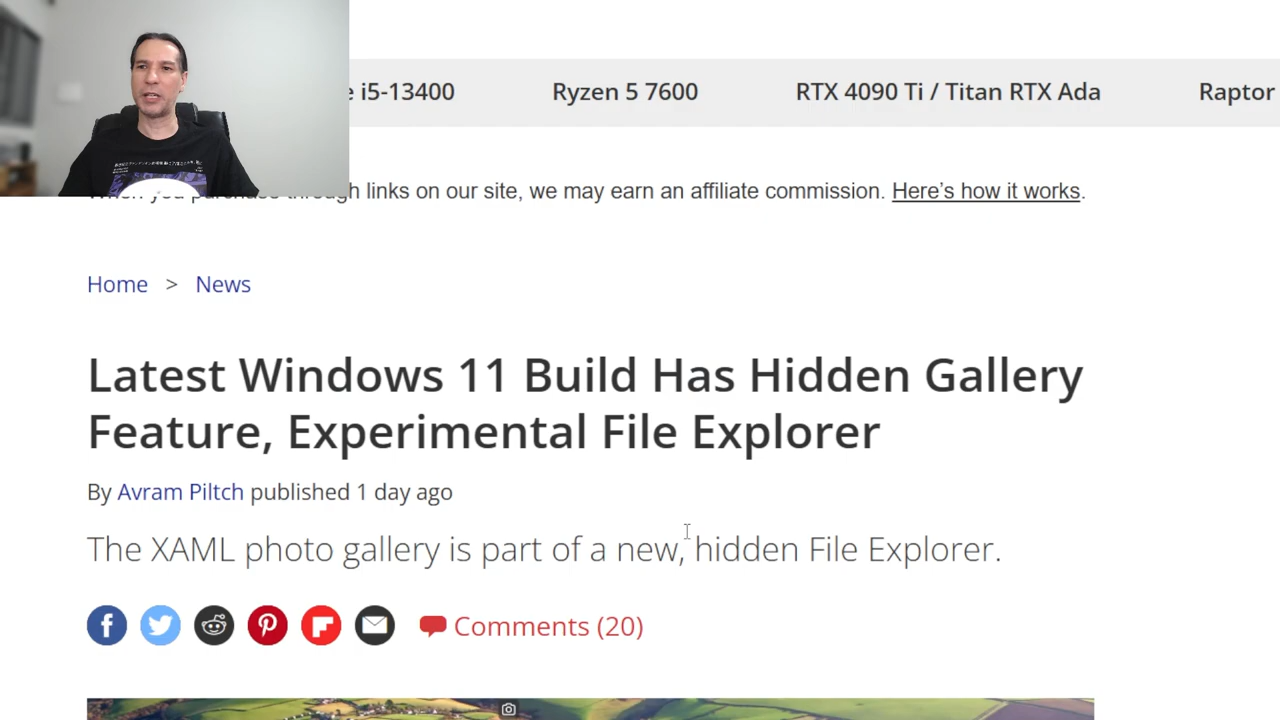 e i5-13400 Ryzen 5 7600 RTX 4090 Ti / Titan RTX Ada Raptor
When you purchase through links on our site, we may earn an affiliate commission. Here’s how it works.
Home > News
Latest Windows 11 Build Has Hidden Gallery
Feature, Experimental File Explorer
By Avram Piltch published 1 day ago
The XAML photo gallery is part of a new, hidden File Explorer.
Comments (20)